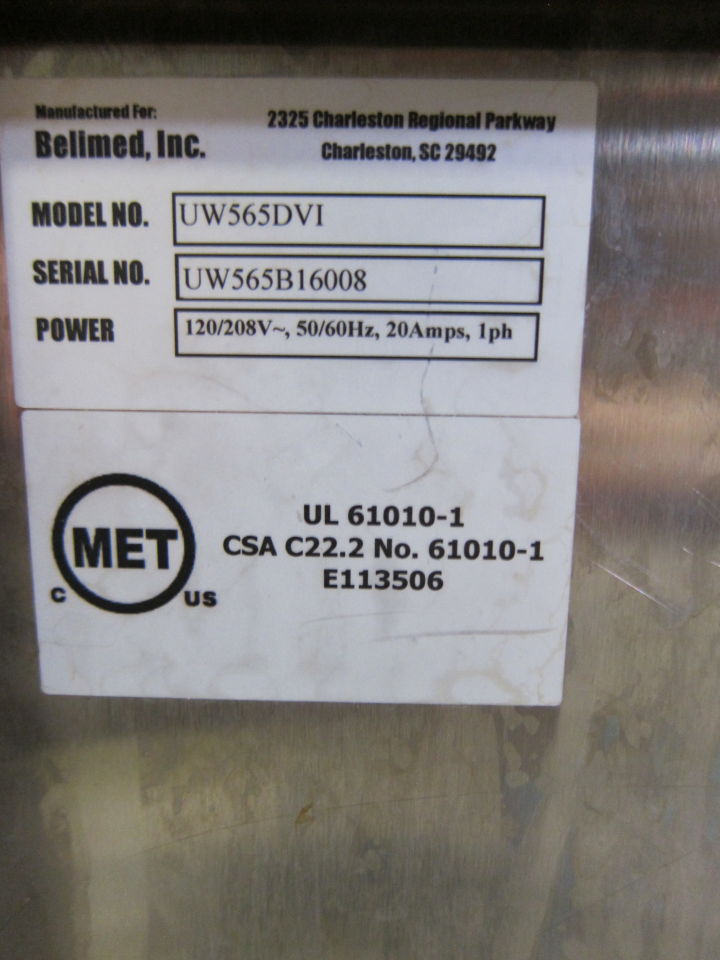 Manufactured For:
Belimed, Inc.
2325 Charleston Regional Parkway
Charleston, SC 29492
MODEL NO. UW565DVI
SERIAL NO. UW565B16008
POWER 120/208V~, 50/60Hz, 20Amps, 1ph
MET
C US
UL 61010-1
CSA C22.2 No. 61010-1
E113506